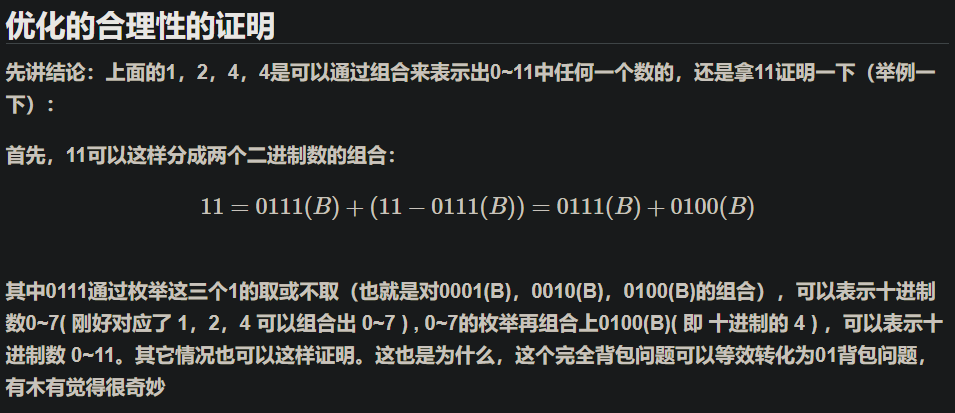 优化的合理性的证明
先讲结论：上面的1，2，4，4是可以通过组合来表示出0~11中任何一个数的，还是拿11证明一下（举例一
下）：
首先，11可以这样分成两个二进制数的组合：
11 = 0111(B) + (11 − 0111(B)) = 0111(B) + 0100(B)
其中0111通过枚举这三个1的取或不取（也就是对0001(B)，0010(B)，0100(B)的组合），可以表示十进制
数0~7( 刚好对应了 1，2，4 可以组合出 0~7 ) , 0~7的枚举再组合上0100(B)( 即 十进制的 4 ) ，可以表示十
进制数 0~11。其它情况也可以这样证明。这也是为什么，这个完全背包问题可以等效转化为01背包问题，
有木有觉得很奇妙